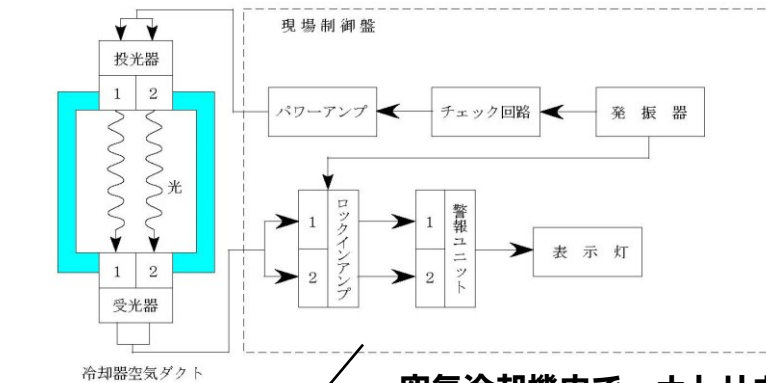 現場制御盤
投光器
1 2
パワーアンプ
チェック回路
発振器
光
1
2
ロックインアンプ
1
2
警報ユニット
表示灯
1 2
受光器
冷却器空気ダクト